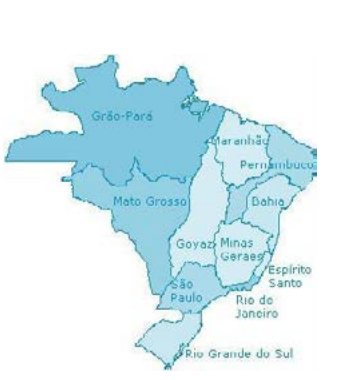 Grão-Pará
Maranhão
Pernambuco
Mato Grosso
Bahia
Goyaz
Minas
Geraes
Espírito
Santo
São
Paulo
Rio de
Janeiro
Rio Grande do Sul